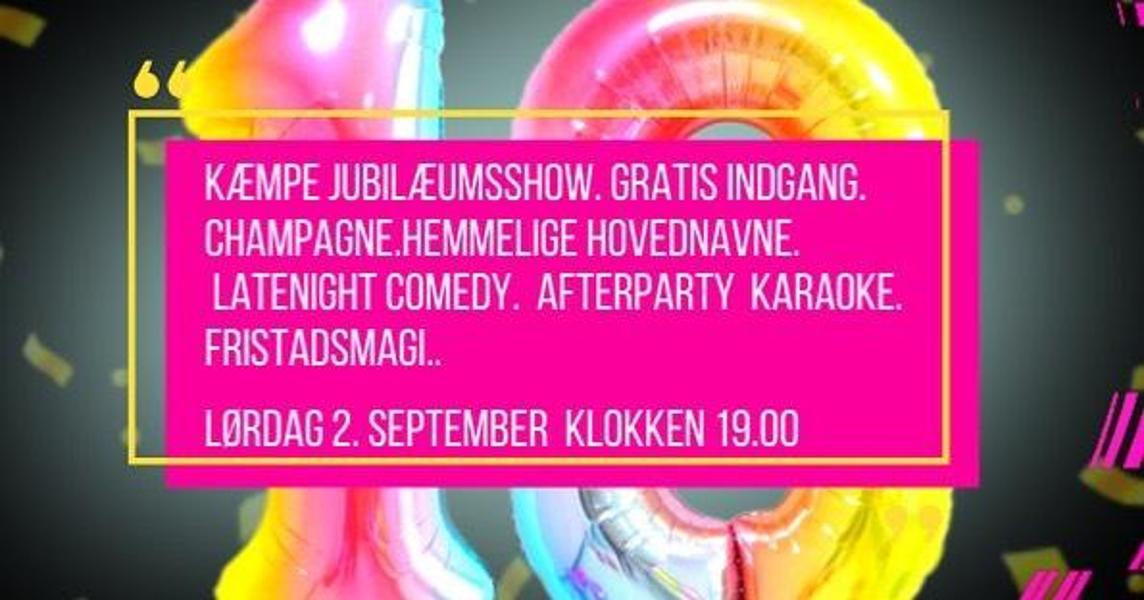 KÆMPE JUBILÆUMSSHOW. GRATIS INDGANG.
CHAMPAGNE.HEMMELIGE HOVEDNAVNE.
LATENIGHT COMEDY. AFTERPARTY KARAOKE.
FRISTADSMAGI..
LØRDAG 2. SEPTEMBER KLOKKEN 19.00